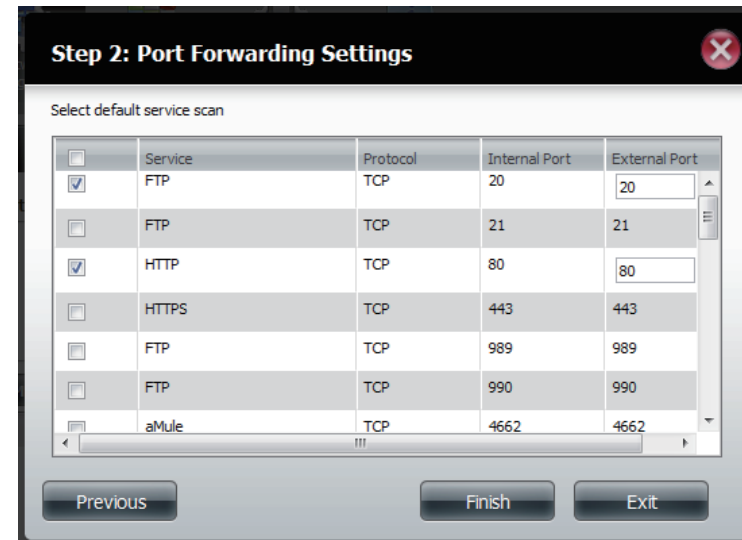 Step 2: Port Forwarding Settings
Select default service scan
Service Protocol Internal Port External Port
FTP TCP 20 20
FTP TCP 21 21
HTTP TCP 80 80
HTTPS TCP 443 443
FTP TCP 989 989
FTP TCP 990 990
aMule TCP 4662 4662
Previous Finish Exit